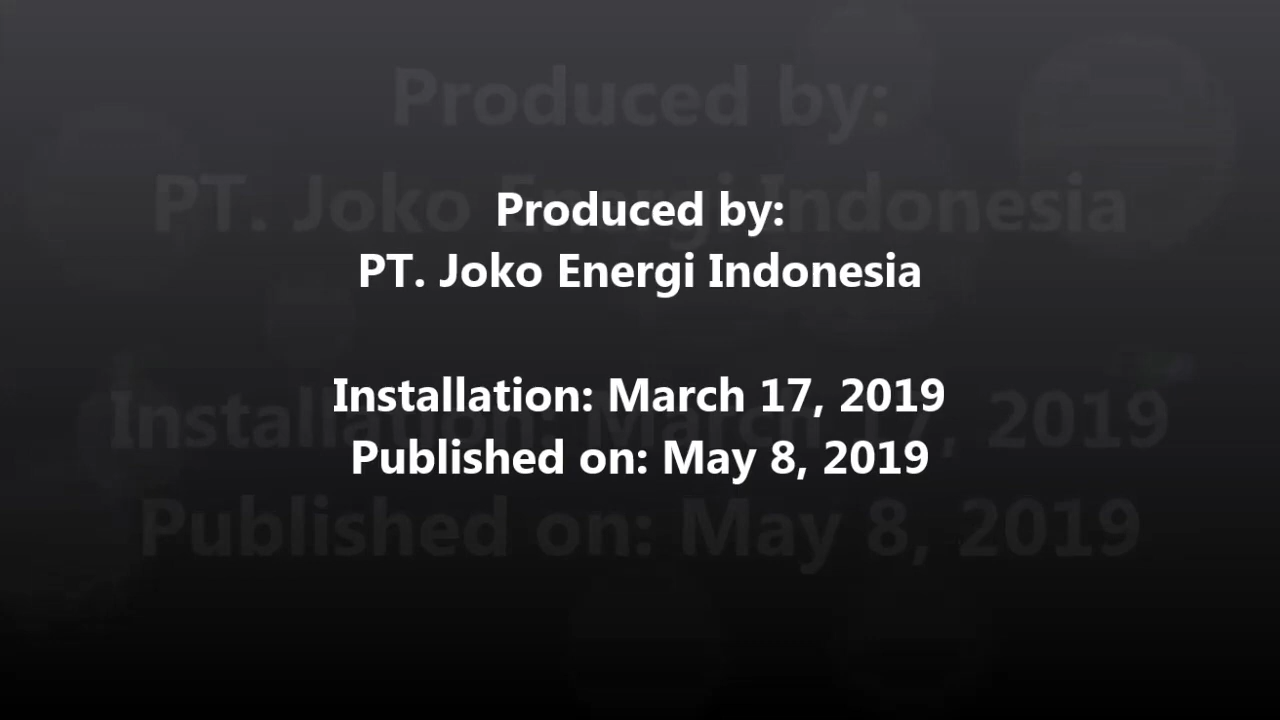 Produced by:
PT. Joko Energi Indonesia
Installation: March 17, 2019
Published on: May 8, 2019